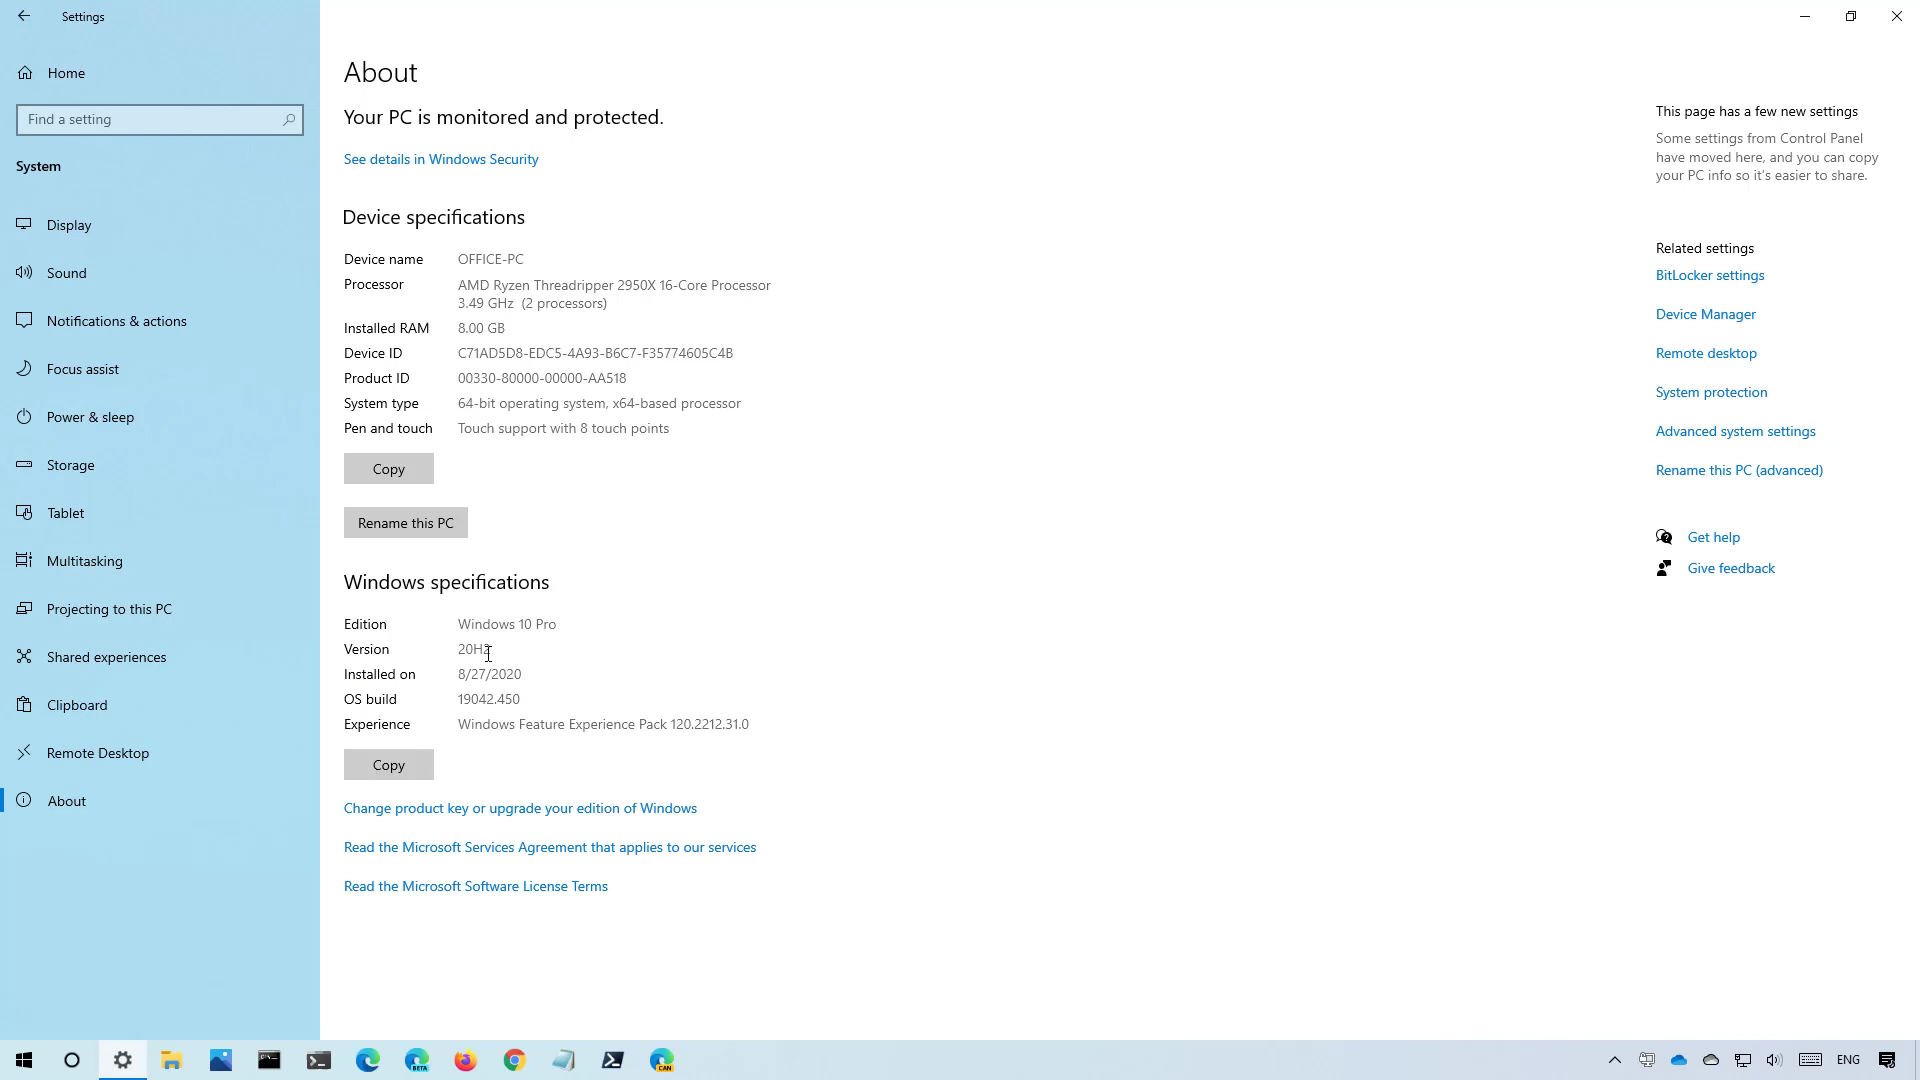 Settings
Home
Find a setting
System
Display
Sound
Notifications & actions
Focus assist
Power & sleep
Storage
Tablet
Multitasking
Projecting to this PC
Shared experiences
Clipboard
Remote Desktop
About
About
Your PC is monitored and protected.
See details in Windows Security
Device specifications
Device name OFFICE-PC
Processor AMD Ryzen Threadripper 2950X 16-Core Processor
3.49 GHz (2 processors)
Installed RAM 8.00 GB
Device ID C71AD5D8-EDC5-4A93-B6C7-F35774605C4B
Product ID 00330-80000-00000-AA518
System type 64-bit operating system, x64-based processor
Pen and touch Touch support with 8 touch points
Copy
Rename this PC
Windows specifications
Edition Windows 10 Pro
Version 20H2
Installed on 8/27/2020
OS build 19042.450
Experience Windows Feature Experience Pack 120.2212.31.0
Copy
Change product key or upgrade your edition of Windows
Read the Microsoft Services Agreement that applies to our services
Read the Microsoft Software License Terms
This page has a few new settings
Some settings from Control Panel
have moved here, and you can copy
your PC info so it's easier to share.
Related settings
BitLocker settings
Device Manager
Remote desktop
System protection
Advanced system settings
Rename this PC (advanced)
Get help
Give feedback
BETA
CAN
ENG